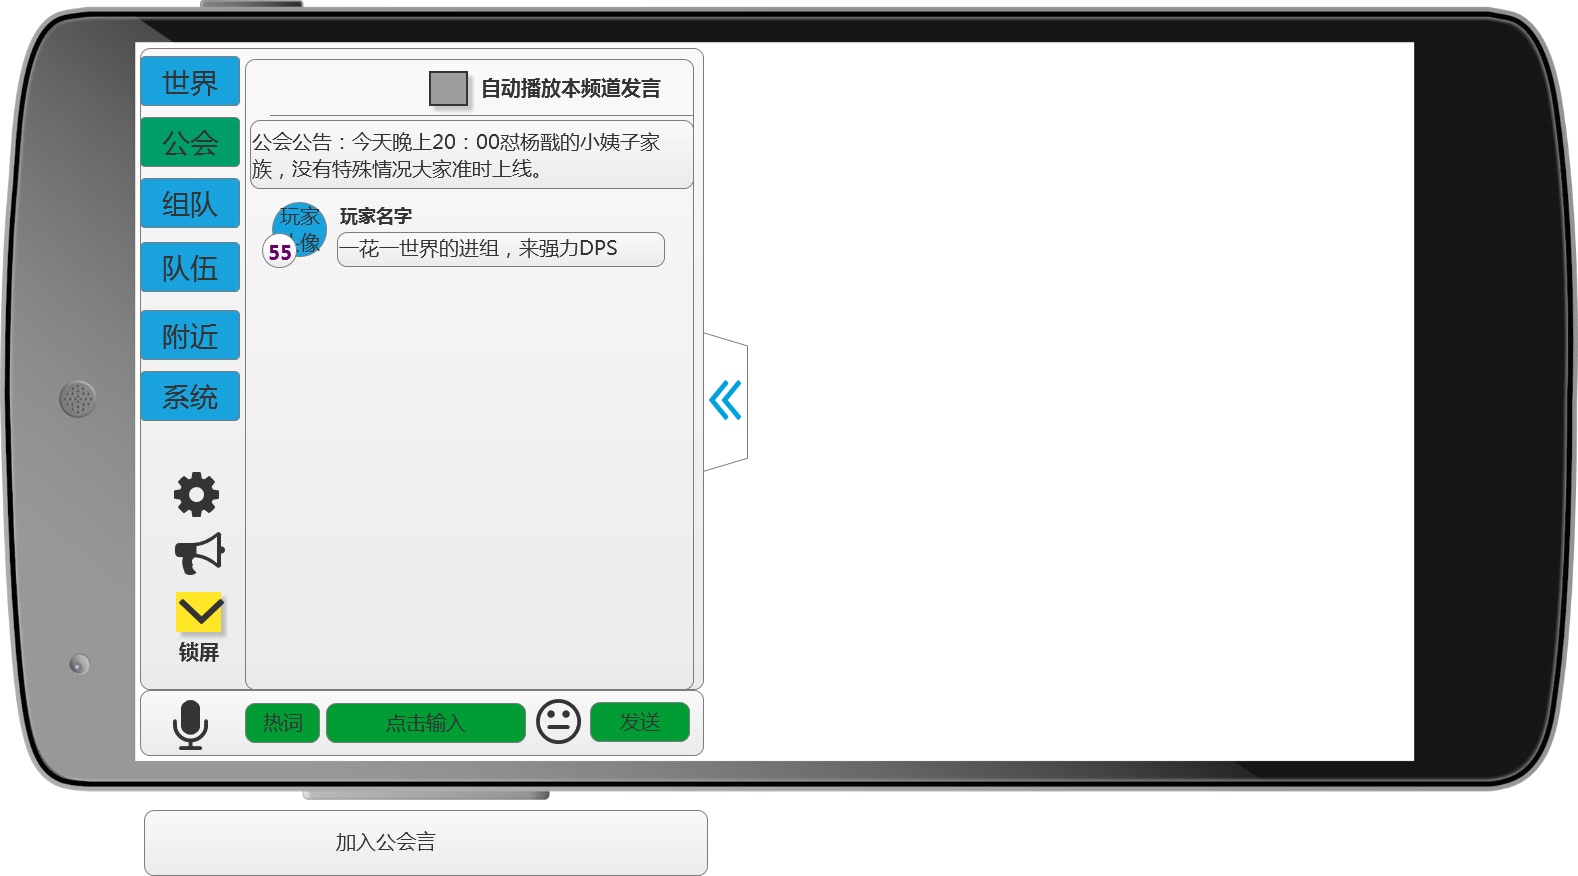 世界
公会
组队
队伍
附近
系统
锁屏
自动播放本频道发言
公会公告：今天晚上20：00怼杨戬的小姨子家
族，没有特殊情况大家准时上线。
玩家
头像
55
玩家名字
一花一世界的进组，来强力DPS
热词
点击输入
发送
加入公会言